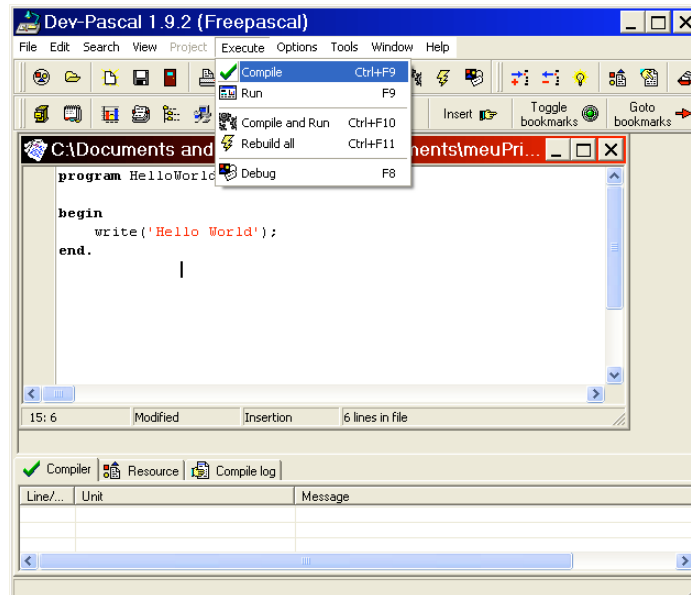 Dev-Pascal 1.9.2 (Freepascal)
File Edit Search View Project Execute Options Tools Window Help
Compile Ctrl+F9
Run F9
Compile and Run Ctrl+F10
Rebuild all Ctrl+F11
Debug F8
Insert
Toggle
bookmarks
Goto
bookmarks
C:\Documents and
ments\meuPri...
program HelloWorld
begin
write('Hello World');
end.
15: 6 Modified Insertion 6 lines in file
Compiler Resource Compile log
Line/... Unit Message